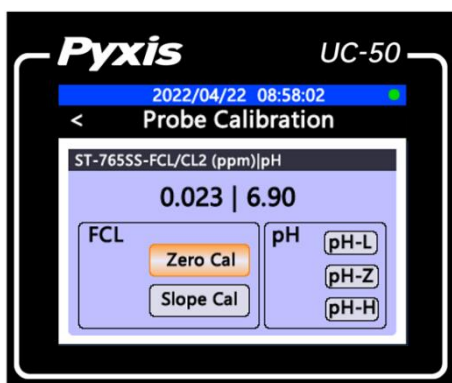 Pyxis UC-50
2022/04/22 08:58:02
< Probe Calibration
ST-765SS-FCL/CL2 (ppm)|pH
0.023 | 6.90
FCL
Zero Cal
Slope Cal
pH
pH-L
pH-Z
pH-H